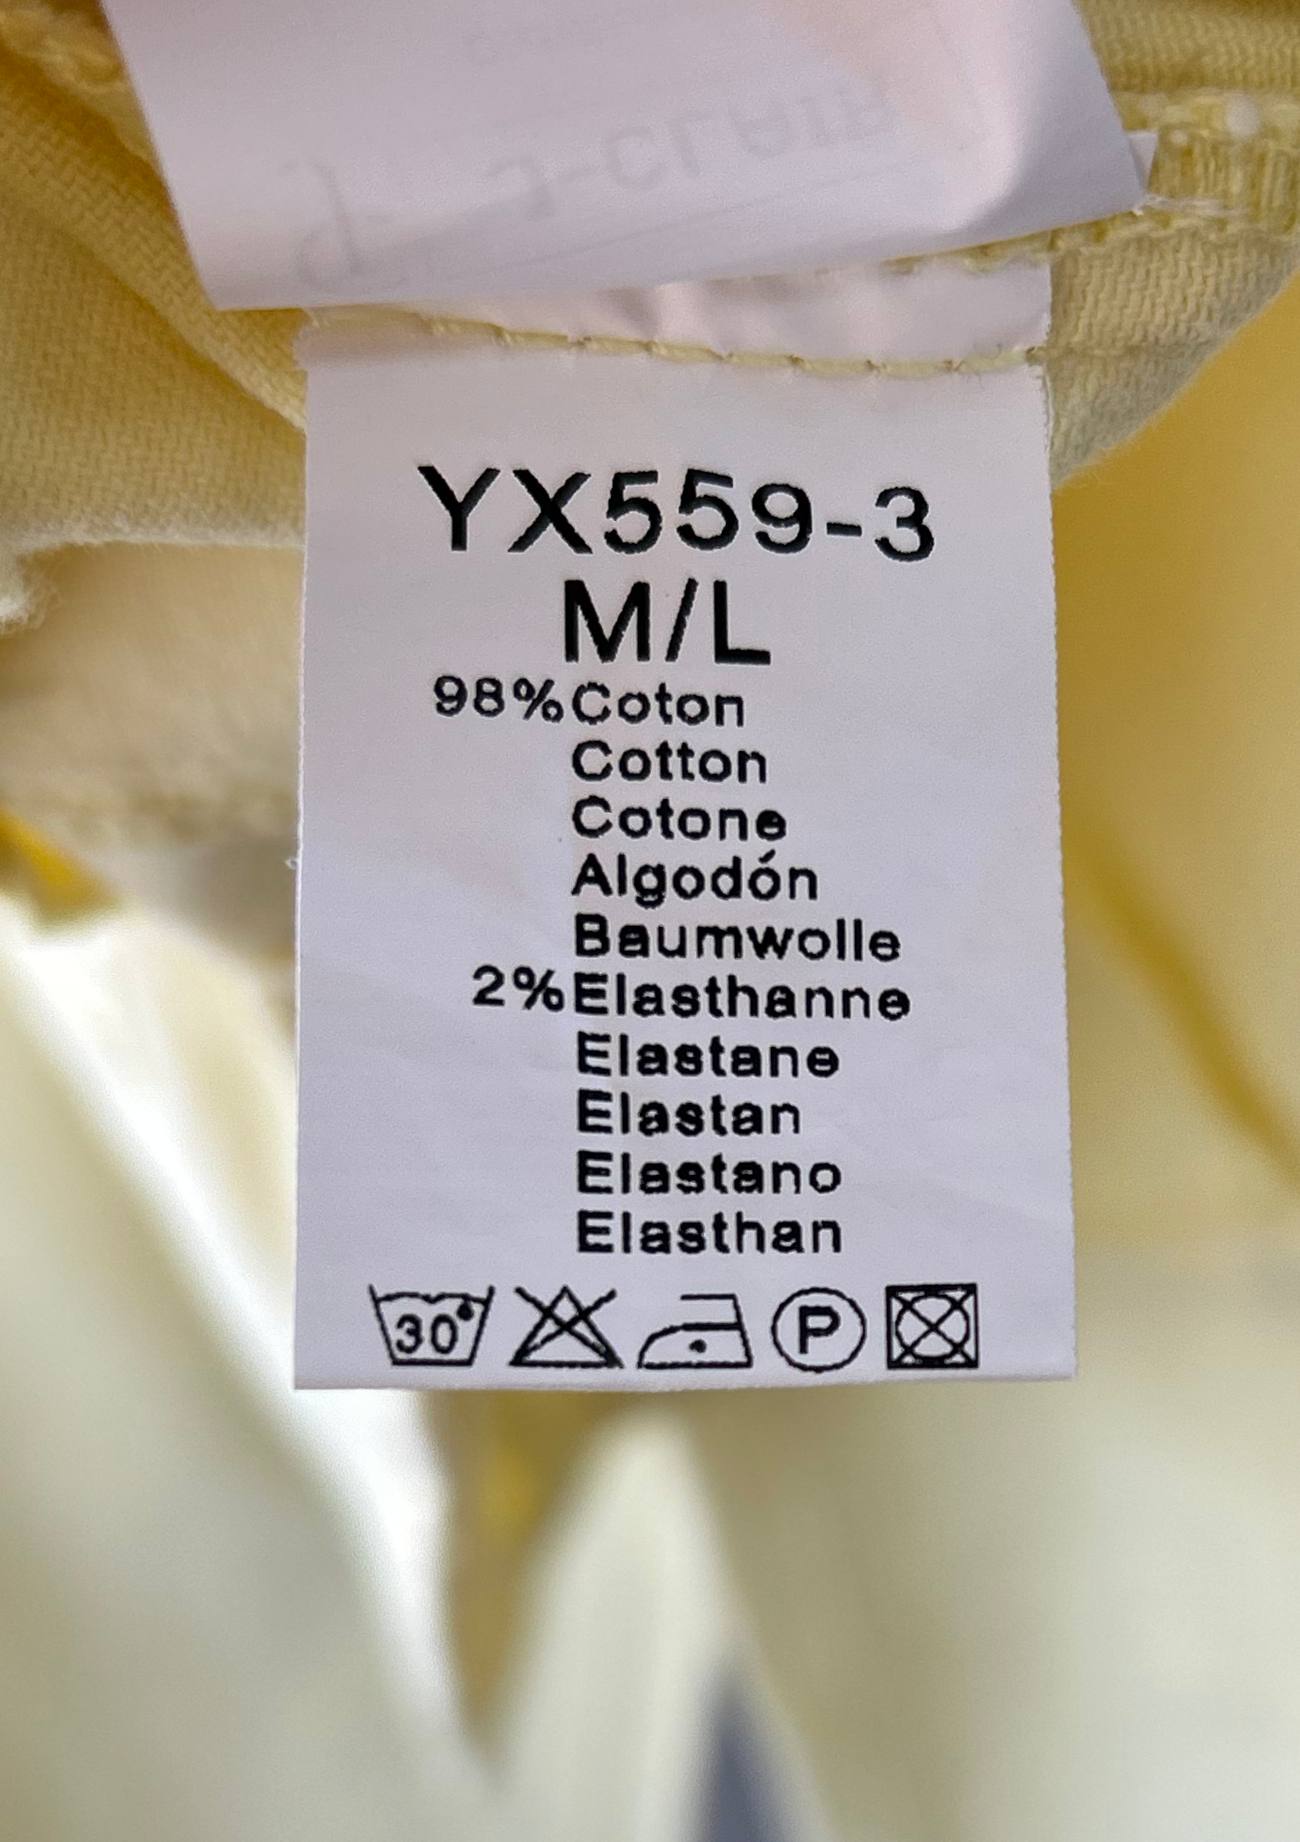 YX559-3
M/L
98% Coton
Cotton
Cotone
Algodón
Baumwolle
2% Elasthanne
Elastane
Elastan
Elastano
Elasthan
30° P